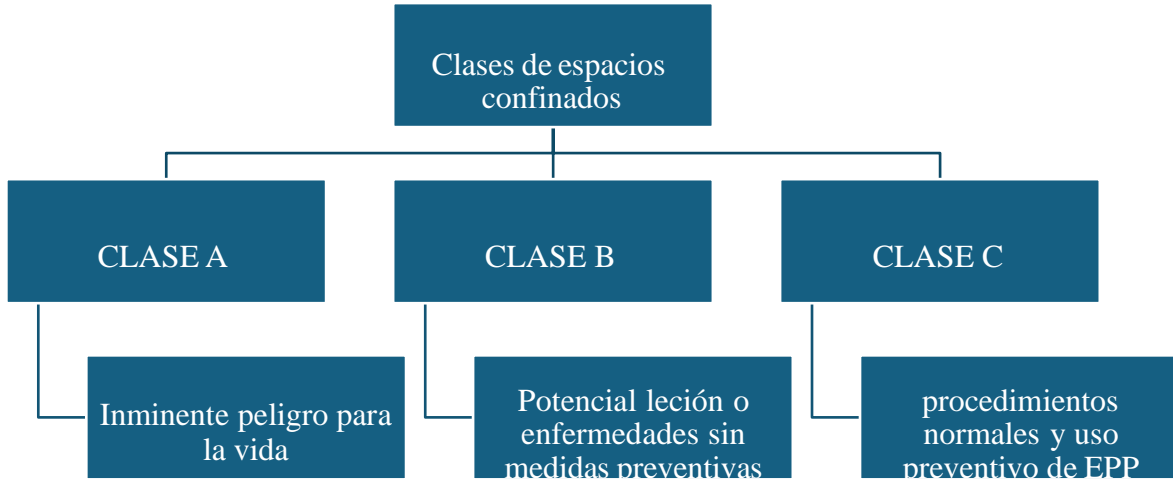 Clases de espacios
confinados
CLASE A
CLASE B
CLASE C
Inminente peligro para
la vida
Potencial leción o
enfermedades sin
medidas preventivas
procedimientos
normales y uso
preventivo de EPP